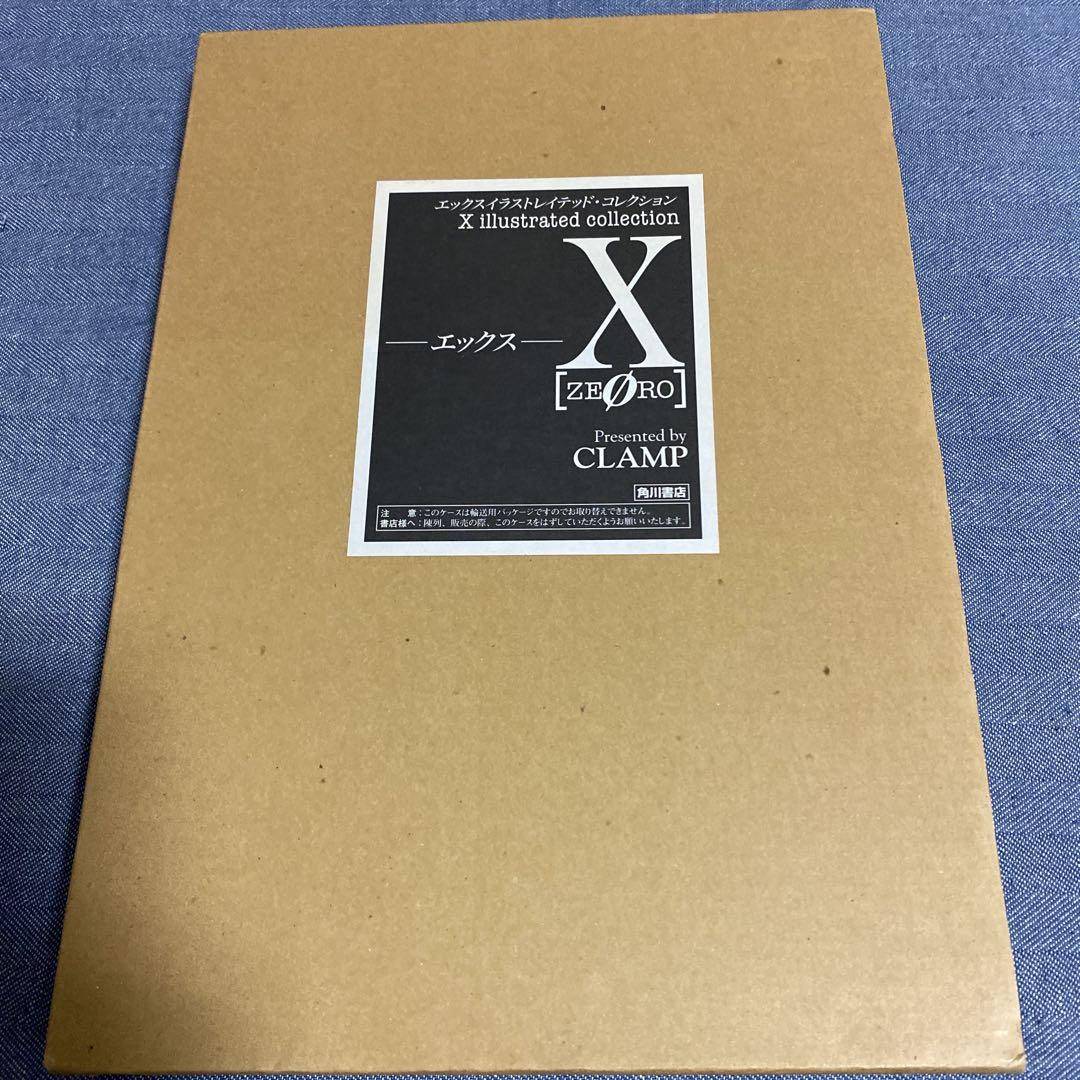 エックスイラストレイテッド・コレクション
X illustrated collection
X
—エックス—
[ZEØRO]
Presented by
CLAMP
角川書店
注　意：このケースは輸送用パッケージですのでお取り替えできません。
書店様へ：陳列、販売の際、このケースをはずしていただくようお願いいたします。